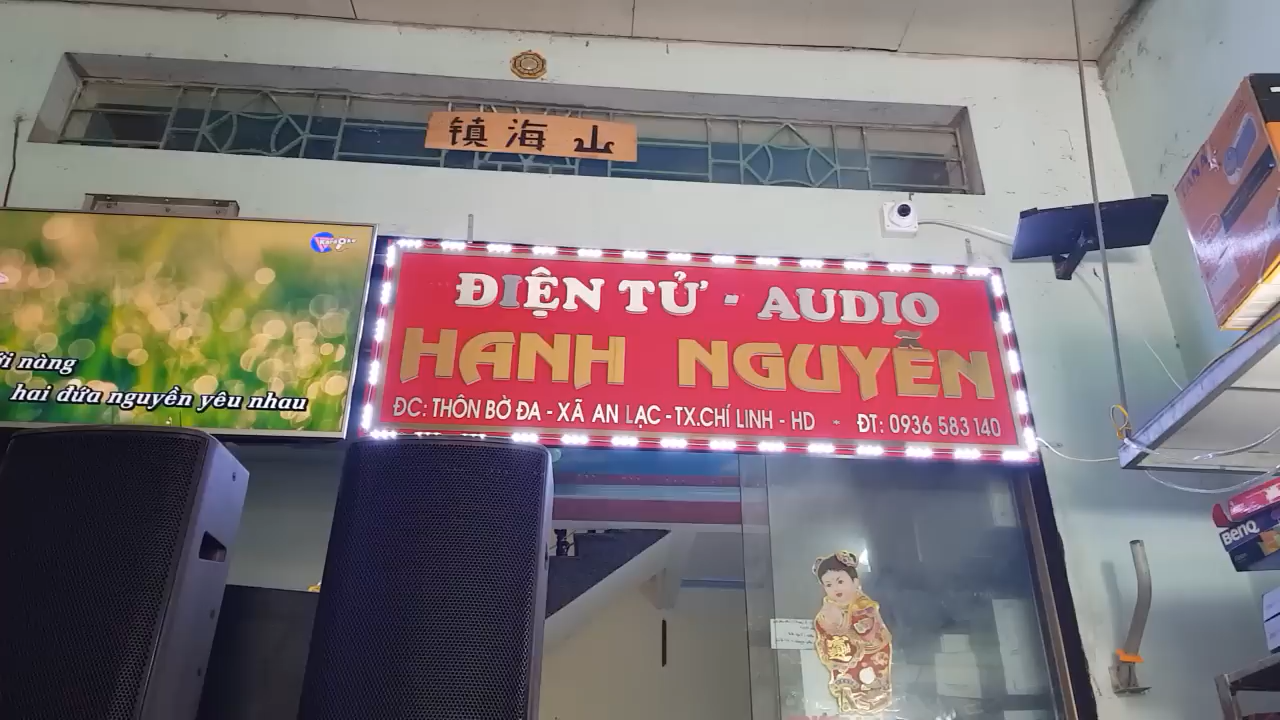 镇海山
ĐIỆN TỬ - AUDIO
HANH NGUYỄN
ĐC: THÔN BỜ ĐA - XÃ AN LẠC - TX.CHÍ LINH - HD - ĐT: 0936 583 140
nàng
hai đứa nguyền yêu nhau
BenQ